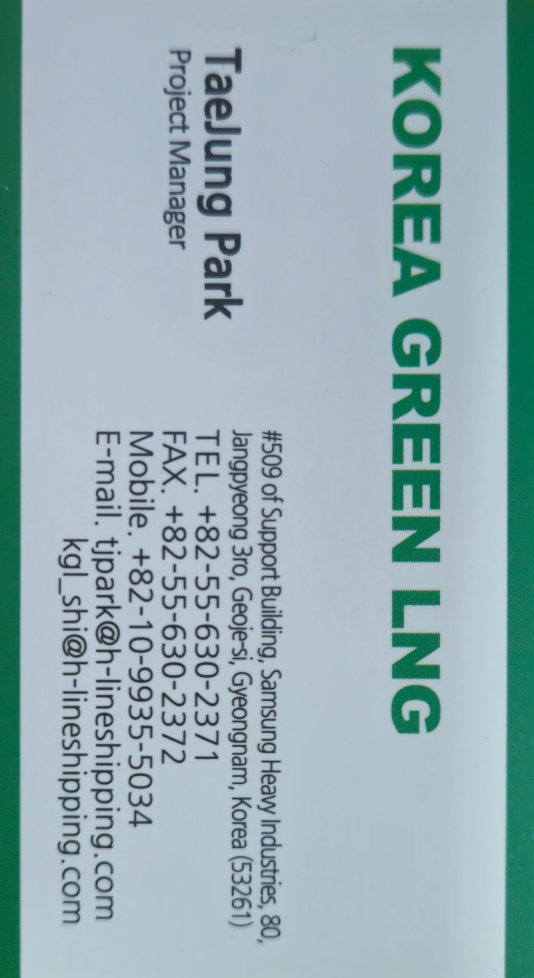 KOREA GREEN LNG
TaeJung Park
Project Manager
#509 of Support Building, Samsung Heavy Industries, 80,
Jangpyeong 3ro, Geoje-si, Gyeongnam, Korea (53261)
TEL. +82-55-630-2371
FAX. +82-55-630-2372
Mobile. +82-10-9935-5034
E-mail. tjpark@h-lineshipping.com
kgl_shi@h-lineshipping.com